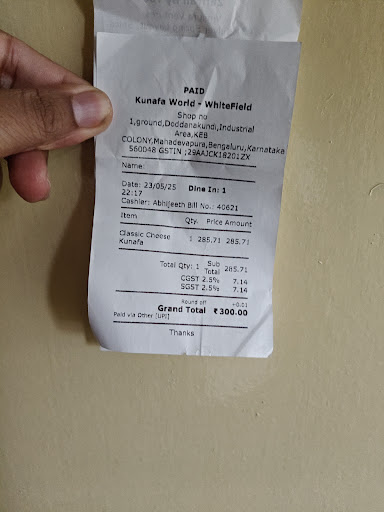 PAID
Kunafa World - WhiteField
Shop no
1,ground,Doddanakundi,Industrial
Area,KEB
COLONY,Mahadevapura,Bengaluru,Karnataka
560048 GSTIN ;29AAJCK18201ZX
Name:
Date: 23/05/25 Dine In: 1
22:17
Cashier: Abhijeeth Bill No.: 40621
Item Qty. Price Amount
Classic Cheese 1 285.71 285.71
Kunafa
Total Qty: 1 Sub Total 285.71
CGST 2.5% 7.14
SGST 2.5% 7.14
Round off +0.01
Grand Total ₹300.00
Paid via Other [UPI]
Thanks